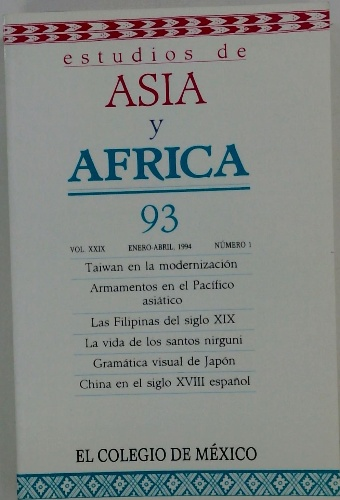 estudios de
ASIA
y
AFRICA
93
VOL. XXIX ENERO-ABRIL, 1994 NÚMERO 1
Taiwan en la modernización
Armamentos en el Pacífico
asiático
Las Filipinas del siglo XIX
La vida de los santos nirguni
Gramática visual de Japón
China en el siglo XVIII español
EL COLEGIO DE MÉXICO